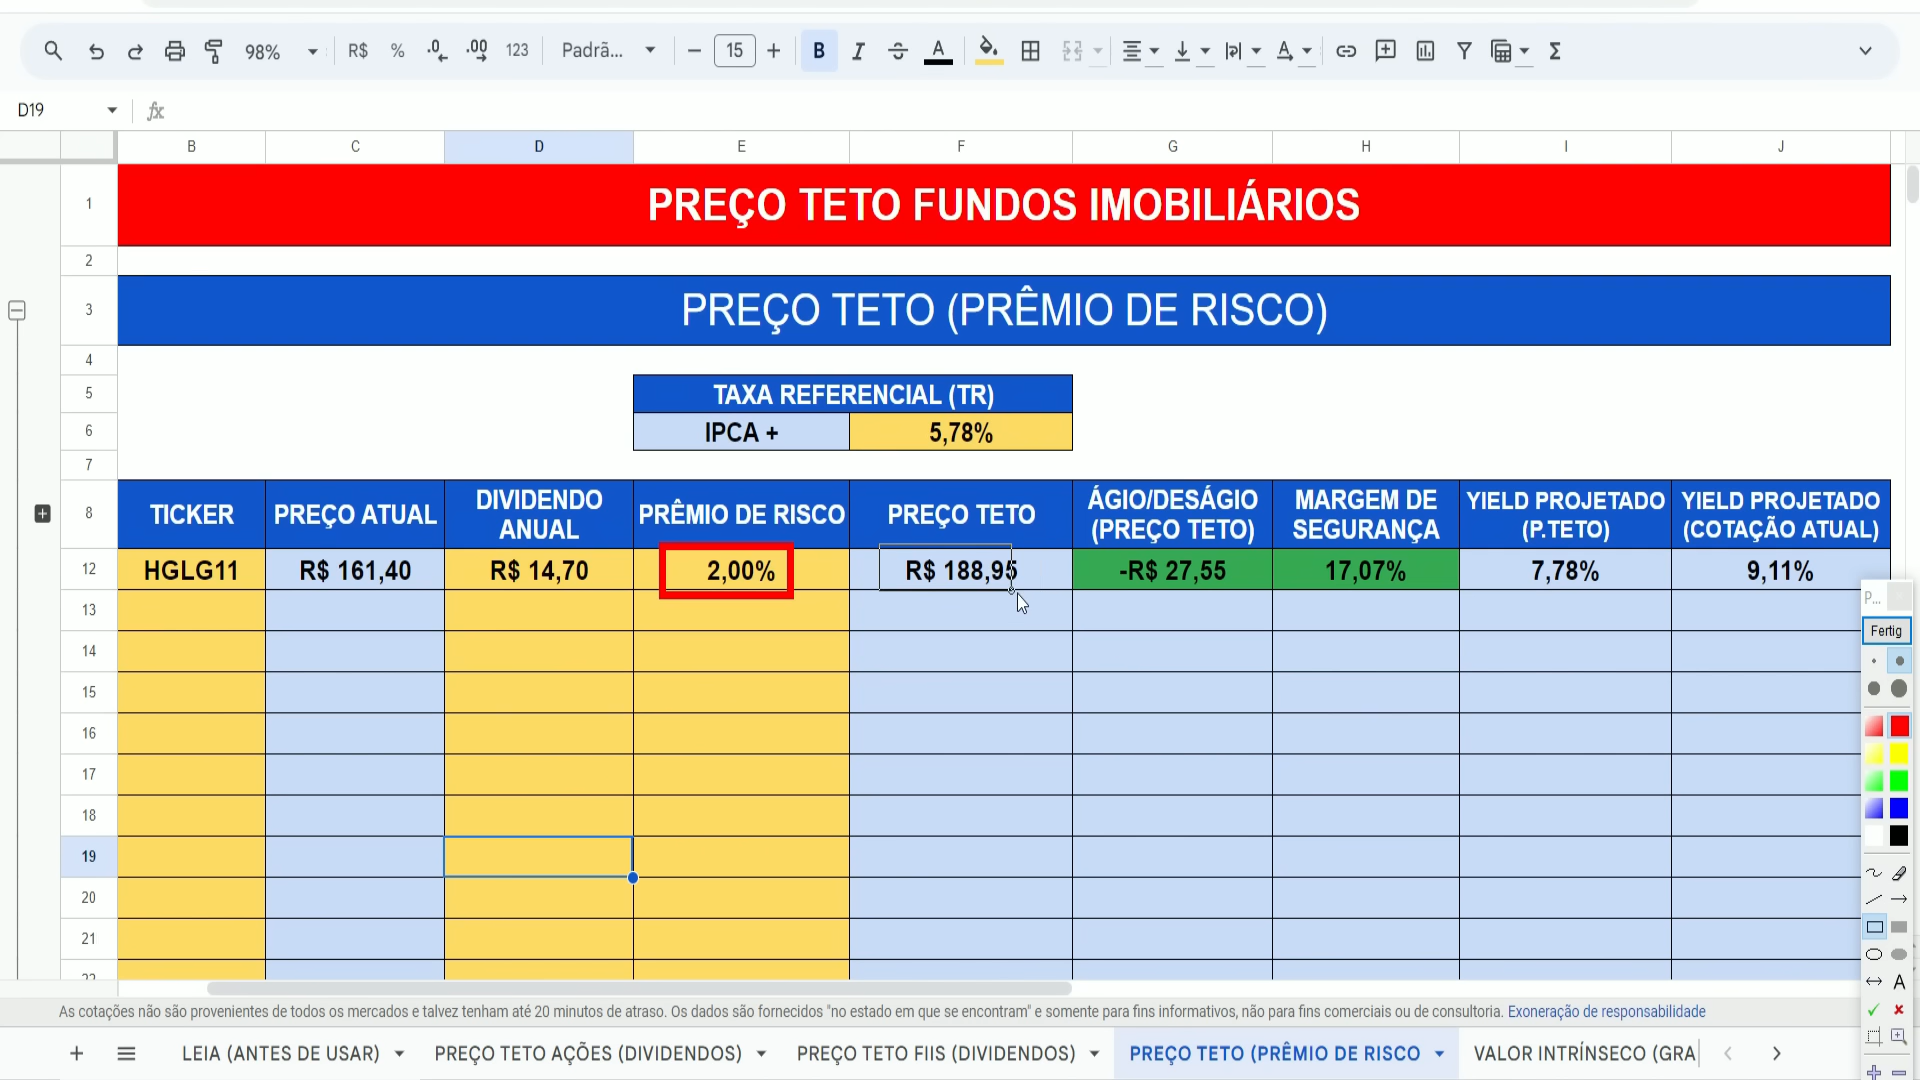 98% R$ % .0 .00 123 Padrã... 15 B I A
D19 fx
B C D E F G H I J
1 PREÇO TETO FUNDOS IMOBILIÁRIOS
2
3 PREÇO TETO (PRÊMIO DE RISCO)
4
5 TAXA REFERENCIAL (TR)
6 IPCA + 5,78%
7
8 TICKER PREÇO ATUAL DIVIDENDO ANUAL PRÊMIO DE RISCO PREÇO TETO ÁGIO/DESÁGIO (PREÇO TETO) MARGEM DE SEGURANÇA YIELD PROJETADO (P.TETO) YIELD PROJETADO (COTAÇÃO ATUAL)
12 HGLG11 R$ 161,40 R$ 14,70 2,00% R$ 188,95 -R$ 27,55 17,07% 7,78% 9,11%
13
14
15
16
17
18
19
20
21
22
P...
Fertig
A
As cotações não são provenientes de todos os mercados e talvez tenham até 20 minutos de atraso. Os dados são fornecidos "no estado em que se encontram" e somente para fins informativos, não para fins comerciais ou de consultoria. Exoneração de responsabilidade
LEIA (ANTES DE USAR) PREÇO TETO AÇÕES (DIVIDENDOS) PREÇO TETO FIIS (DIVIDENDOS) PREÇO TETO (PRÊMIO DE RISCO VALOR INTRÍNSECO (GRA